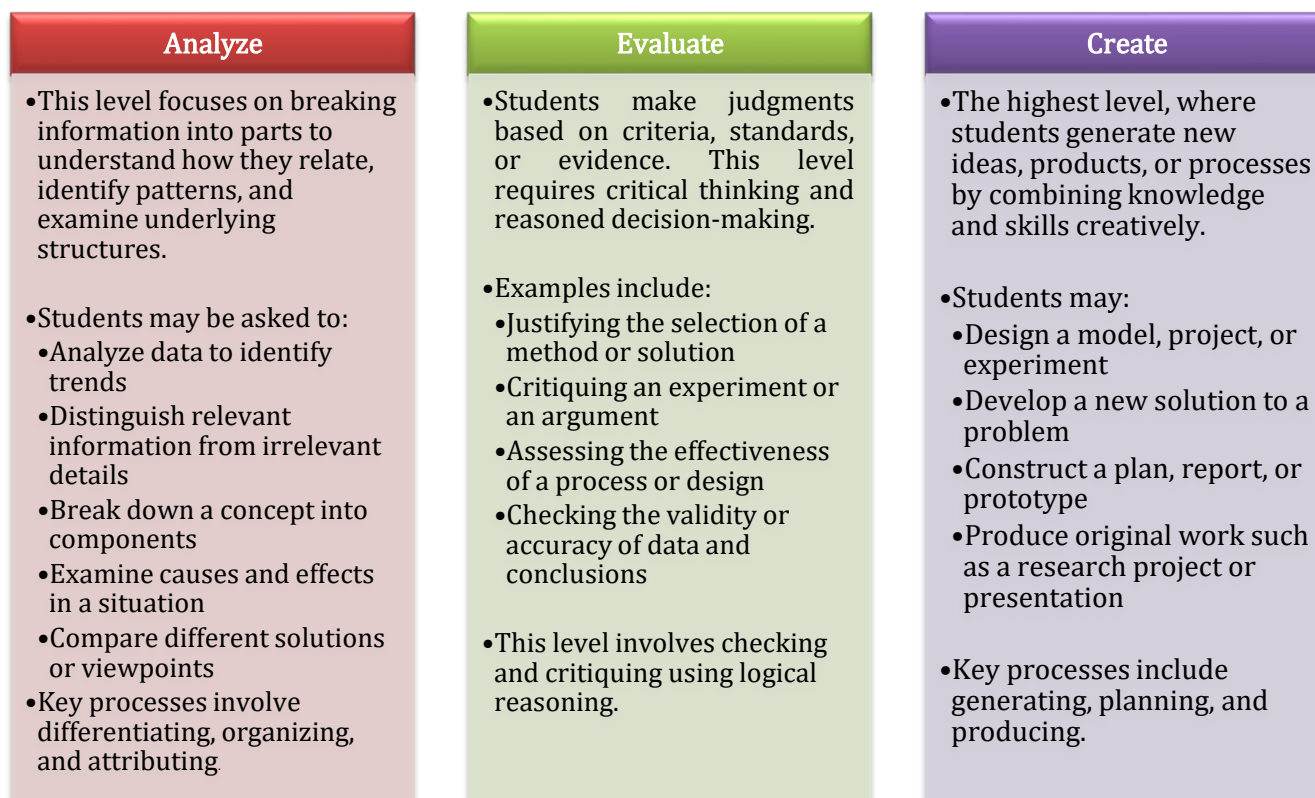 Analyze
•This level focuses on breaking
information into parts to
understand how they relate,
identify patterns, and
examine underlying
structures.
•Students may be asked to:
•Analyze data to identify
trends
•Distinguish relevant
information from irrelevant
details
•Break down a concept into
components
•Examine causes and effects
in a situation
•Compare different solutions
or viewpoints
•Key processes involve
differentiating, organizing,
and attributing.
Evaluate
•Students make judgments
based on criteria, standards,
or evidence. This level
requires critical thinking and
reasoned decision-making.
•Examples include:
•Justifying the selection of a
method or solution
•Critiquing an experiment or
an argument
•Assessing the effectiveness
of a process or design
•Checking the validity or
accuracy of data and
conclusions
•This level involves checking
and critiquing using logical
reasoning.
Create
•The highest level, where
students generate new
ideas, products, or processes
by combining knowledge
and skills creatively.
•Students may:
•Design a model, project, or
experiment
•Develop a new solution to a
problem
•Construct a plan, report, or
prototype
•Produce original work such
as a research project or
presentation
•Key processes include
generating, planning, and
producing.